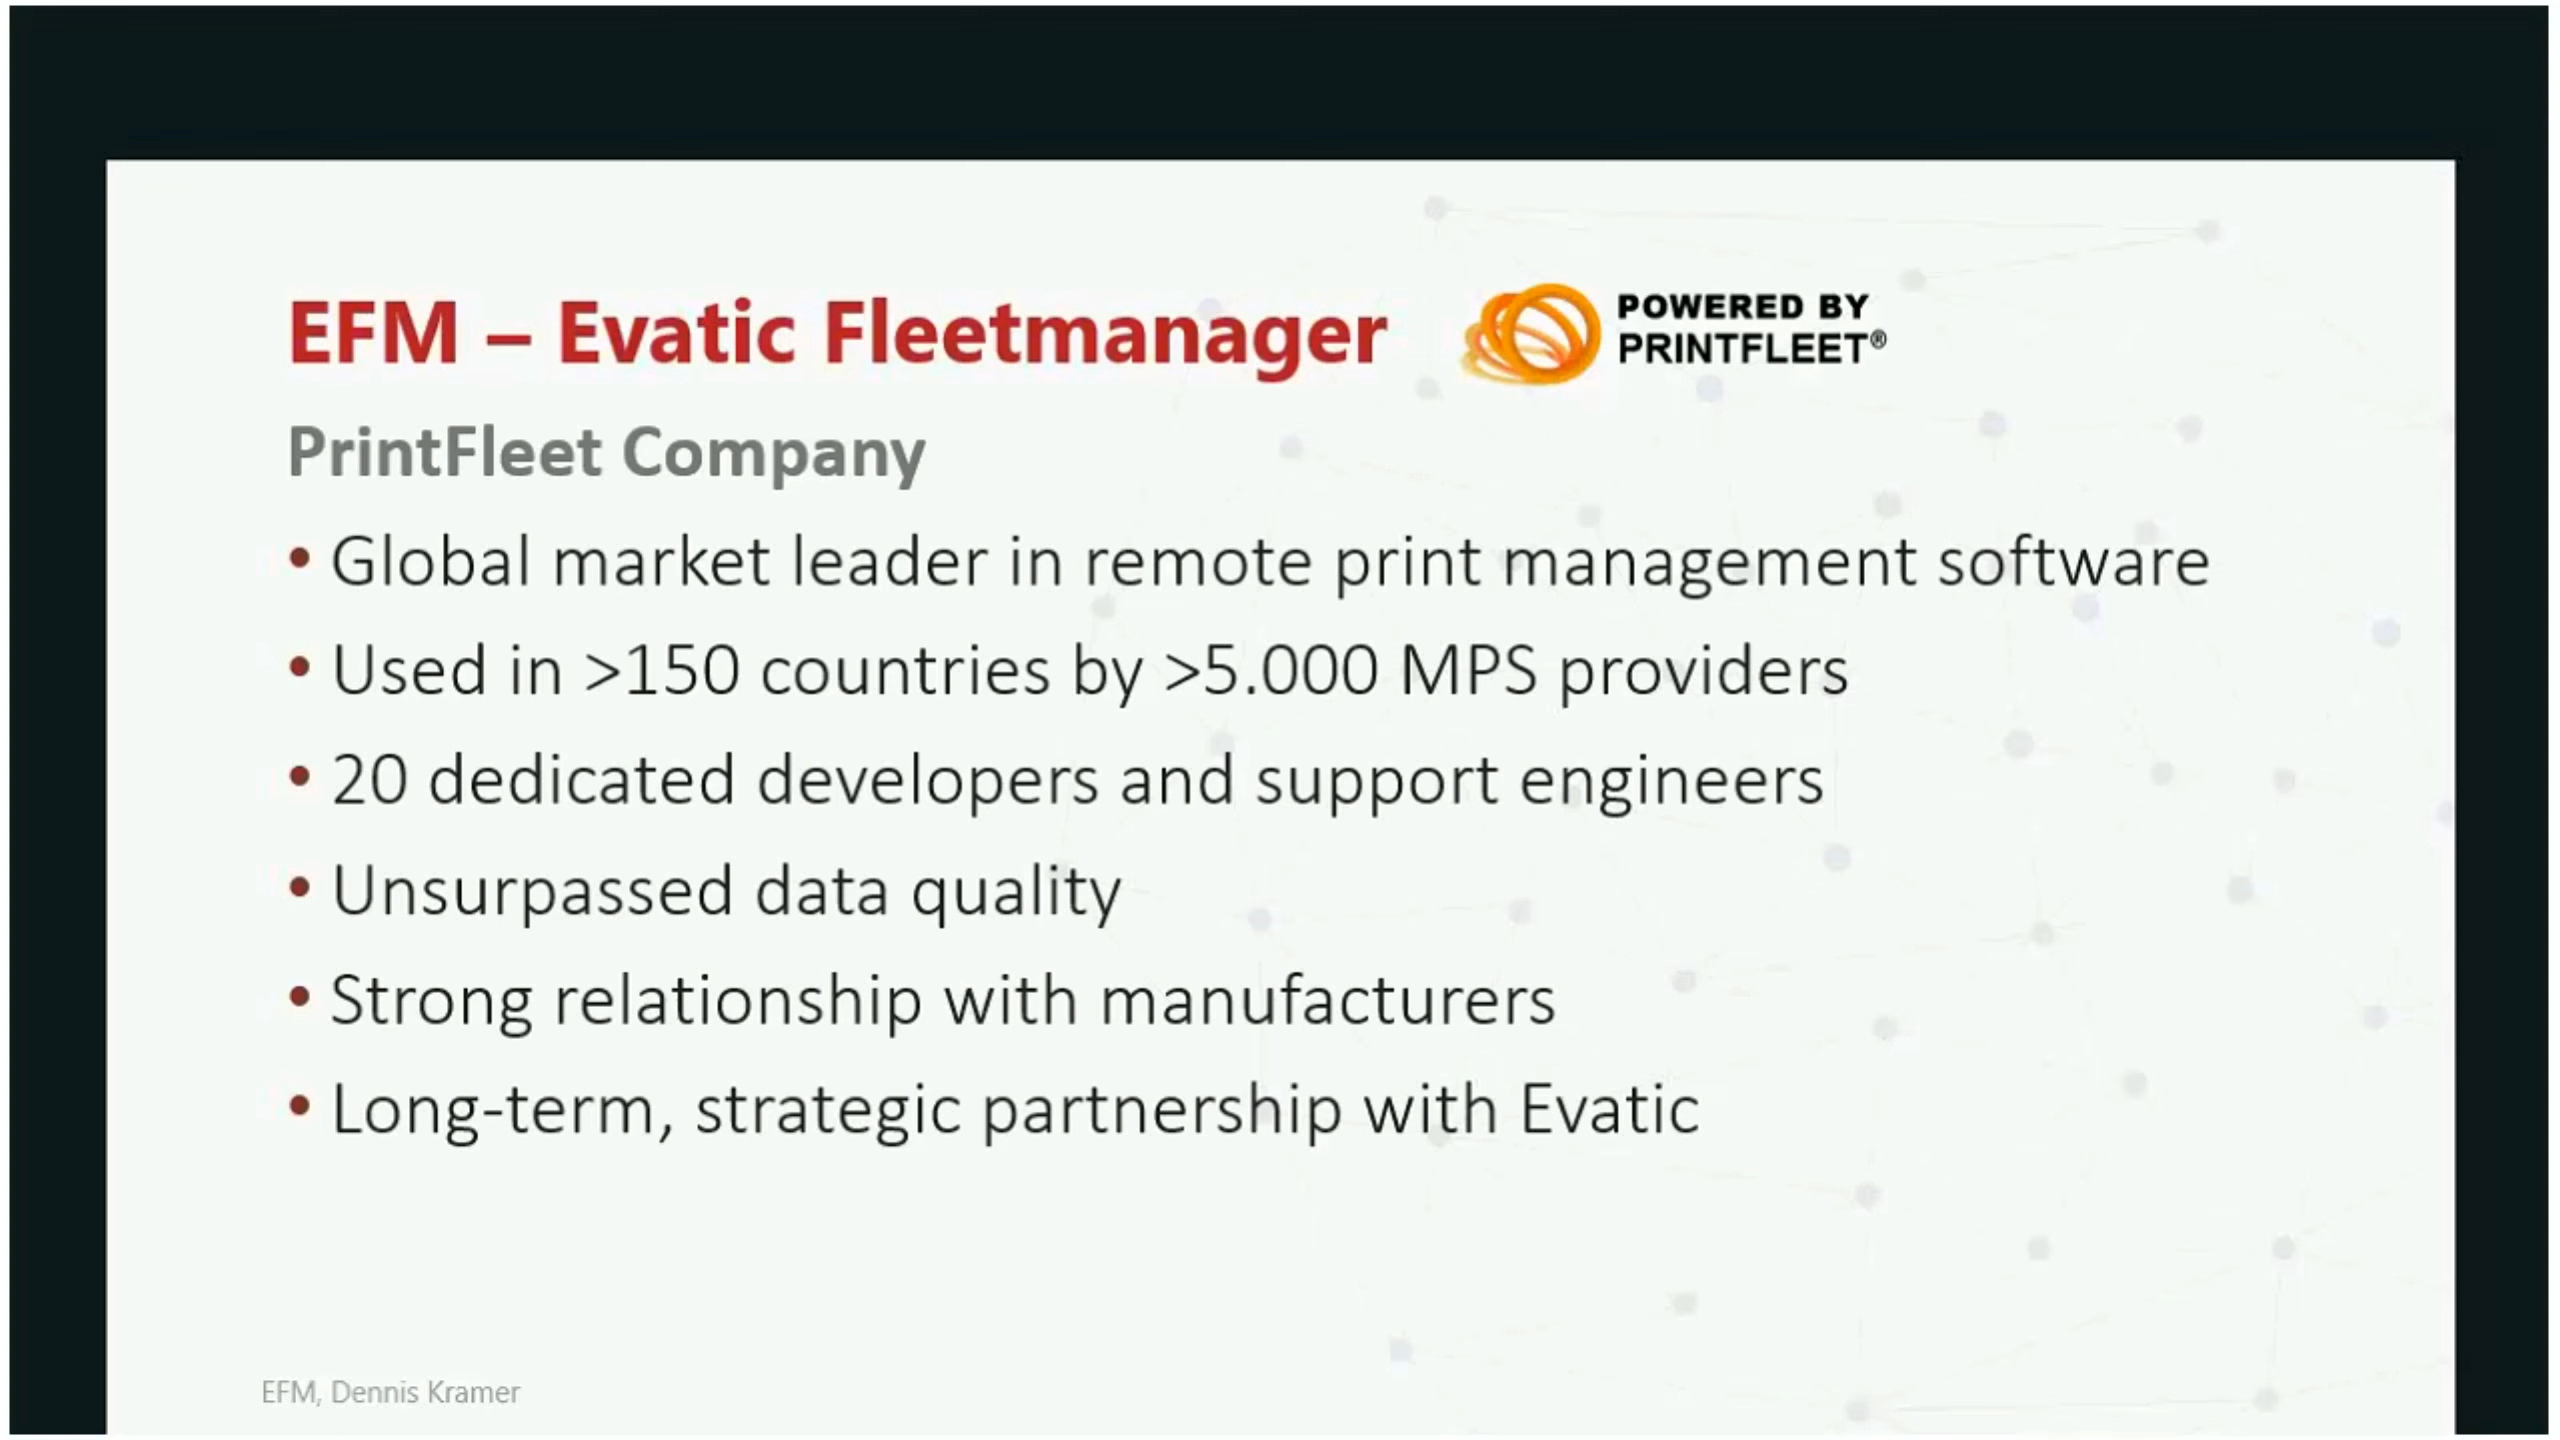 EFM – Evatic Fleetmanager
POWERED BY
PRINTFLEET®
PrintFleet Company
• Global market leader in remote print management software
• Used in >150 countries by >5.000 MPS providers
• 20 dedicated developers and support engineers
• Unsurpassed data quality
• Strong relationship with manufacturers
• Long-term, strategic partnership with Evatic
EFM, Dennis Kramer